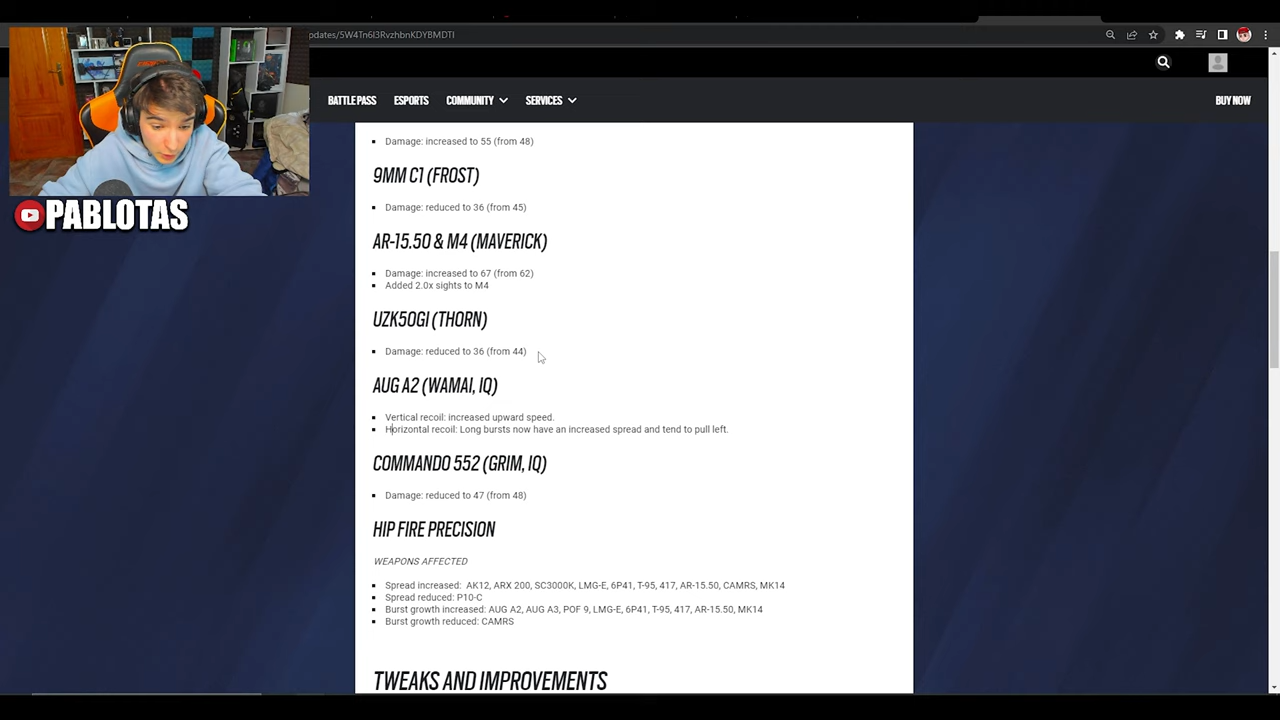 pdates/5W4Tn6l3RvzhbnKDYBMDTI
BATTLE PASS ESPORTS COMMUNITY SERVICES BUY NOW
PABLOTAS
Damage: increased to 55 (from 48)
9MM C1 (FROST)
Damage: reduced to 36 (from 45)
AR-15.50 & M4 (MAVERICK)
Damage: increased to 67 (from 62)
Added 2.0x sights to M4
UZK50GI (THORN)
Damage: reduced to 36 (from 44)
AUG A2 (WAMAI, IQ)
Vertical recoil: increased upward speed.
Horizontal recoil: Long bursts now have an increased spread and tend to pull left.
COMMANDO 552 (GRIM, IQ)
Damage: reduced to 47 (from 48)
HIP FIRE PRECISION
WEAPONS AFFECTED
Spread increased: AK12, ARX 200, SC3000K, LMG-E, 6P41, T-95, 417, AR-15.50, CAMRS, MK14
Spread reduced: P10-C
Burst growth increased: AUG A2, AUG A3, POF 9, LMG-E, 6P41, T-95, 417, AR-15.50, MK14
Burst growth reduced: CAMRS
TWEAKS AND IMPROVEMENTS